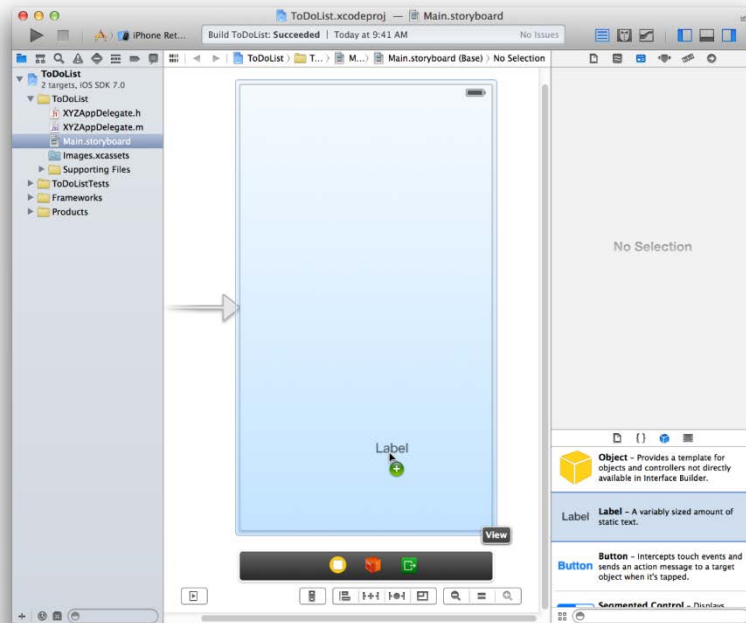 ToDoList.xcodeproj — Main.storyboard
iPhone Ret...
Build ToDoList: Succeeded | Today at 9:41 AM
No Issues
ToDoList
T...
M...
Main.storyboard (Base)
No Selection
ToDoList
2 targets, iOS SDK 7.0
ToDoList
XYZAppDelegate.h
XYZAppDelegate.m
Main.storyboard
Images.xcassets
Supporting Files
ToDoListTests
Frameworks
Products
Label
View
No Selection
Object – Provides a template for
objects and controllers not directly
available in Interface Builder.
Label
Label – A variably sized amount of
static text.
Button
Button – Intercepts touch events and
sends an action message to a target
object when it's tapped.
Segmented Control – Displays